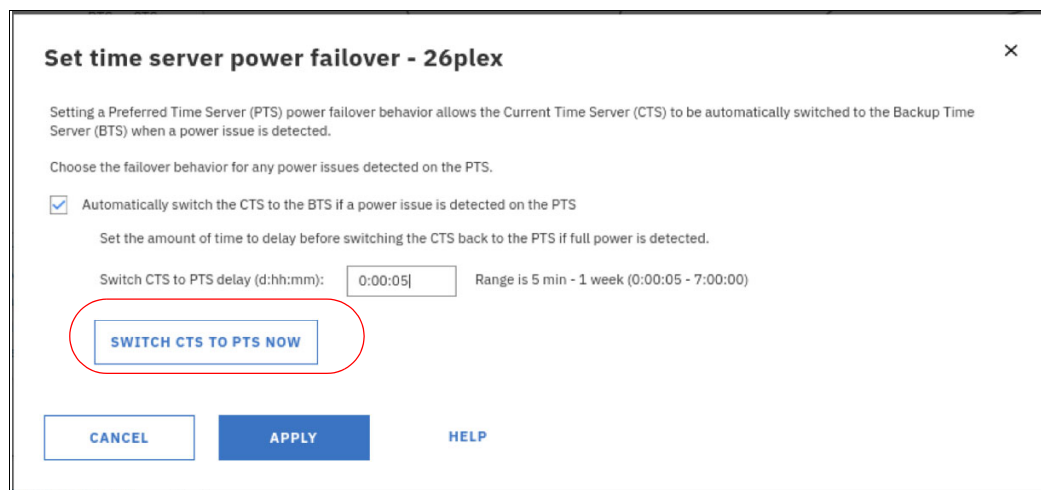 Set time server power failover - 26plex
Setting a Preferred Time Server (PTS) power failover behavior allows the Current Time Server (CTS) to be automatically switched to the Backup Time
Server (BTS) when a power issue is detected.
Choose the failover behavior for any power issues detected on the PTS.
Automatically switch the CTS to the BTS if a power issue is detected on the PTS
Set the amount of time to delay before switching the CTS back to the PTS if full power is detected.
Switch CTS to PTS delay (d:hh:mm): 0:00:05 Range is 5 min - 1 week (0:00:05 - 7:00:00)
SWITCH CTS TO PTS NOW
CANCEL APPLY HELP